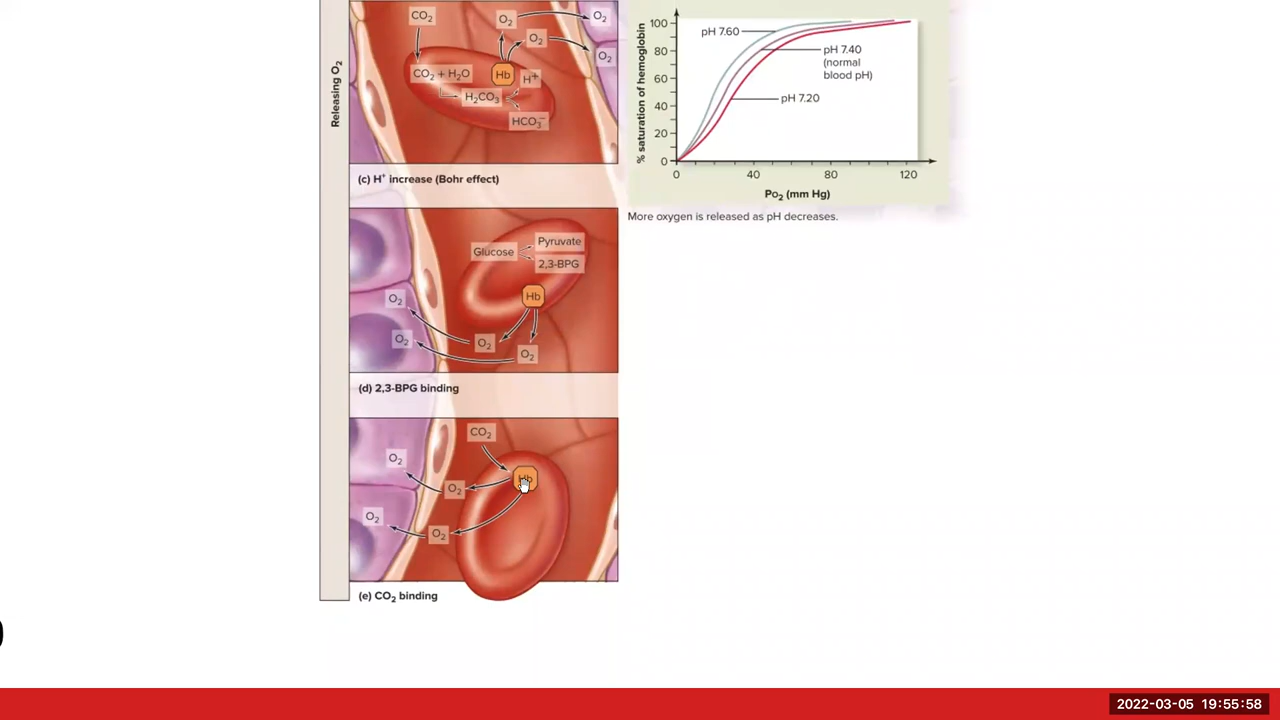 Releasing O₂
CO₂
O₂
O₂
O₂
O₂
CO₂ + H₂O
Hb
H⁺
H₂CO₃
HCO₃⁻
(c) H⁺ increase (Bohr effect)
Glucose
Pyruvate
2,3-BPG
Hb
O₂
O₂
O₂
O₂
(d) 2,3-BPG binding
CO₂
O₂
O₂
O₂
O₂
(e) CO₂ binding
% saturation of hemoglobin
100
80
60
40
20
0
pH 7.60
pH 7.40
(normal
blood pH)
pH 7.20
0 40 80 120
Po₂ (mm Hg)
More oxygen is released as pH decreases.
)
2022-03-05 19:55:58